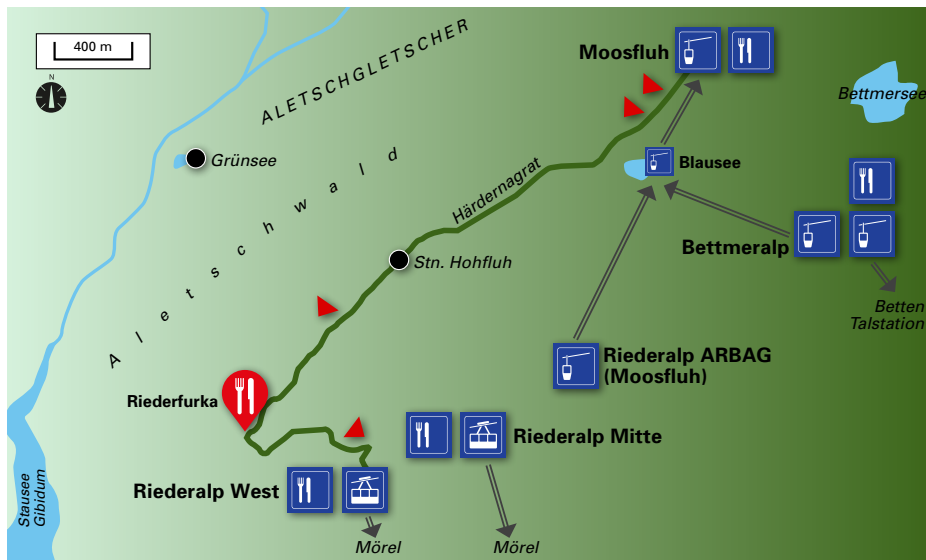 400 m
N
ALETSCHGLETSCHER
Moosfluh
Bettmersee
Grünsee
Blausee
Aletschwald
Härdernagrat
Bettmeralp
Stn. Hohfluh
Betten
Talstation
Riederalp ARBAG
(Moosfluh)
Riederfurka
Riederalp Mitte
Riederalp West
Stausee
Gibidum
Mörel
Mörel